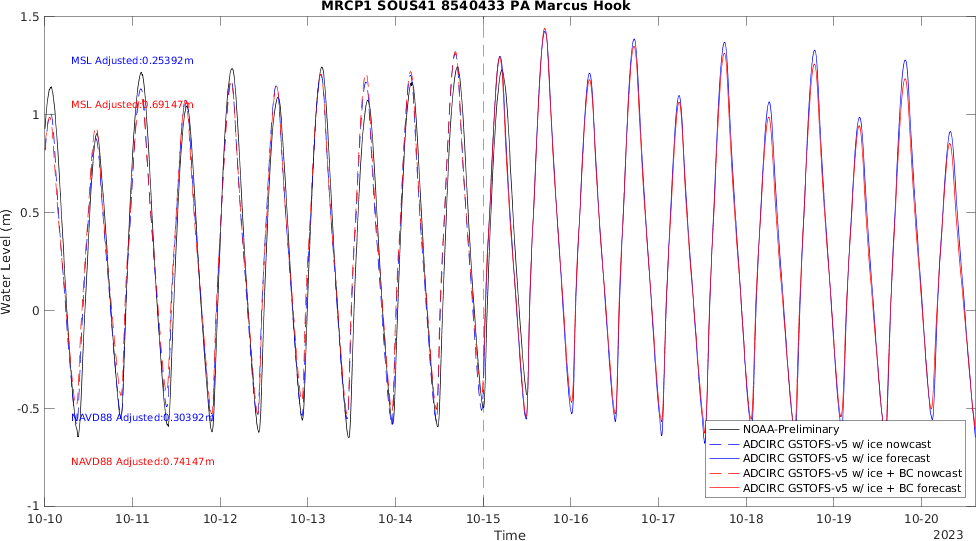 MRCP1 SOUS41 8540433 PA Marcus Hook
1.5
1
0.5
0
-0.5
-1
Water Level (m)
MSL Adjusted:0.25392m
MSL Adjusted:0.69147m
NAVD88 Adjusted:0.30392m
NAVD88 Adjusted:0.74147m
NOAA-Preliminary
ADCIRC GSTOFS-v5 w/ ice nowcast
ADCIRC GSTOFS-v5 w/ ice forecast
ADCIRC GSTOFS-v5 w/ ice + BC nowcast
ADCIRC GSTOFS-v5 w/ ice + BC forecast
10-10 10-11 10-12 10-13 10-14 10-15 10-16 10-17 10-18 10-19 10-20
Time
2023